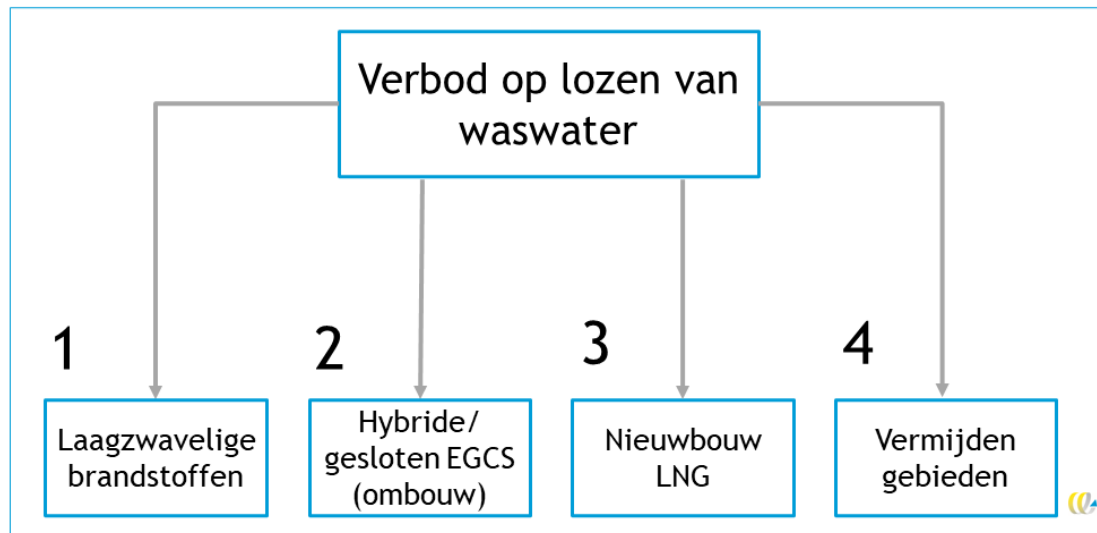 Verbod op lozen van
waswater
1
2
3
4
Laagzwavelige
brandstoffen
Hybride/
gesloten EGCS
(ombouw)
Nieuwbouw
LNG
Vermijden
gebieden